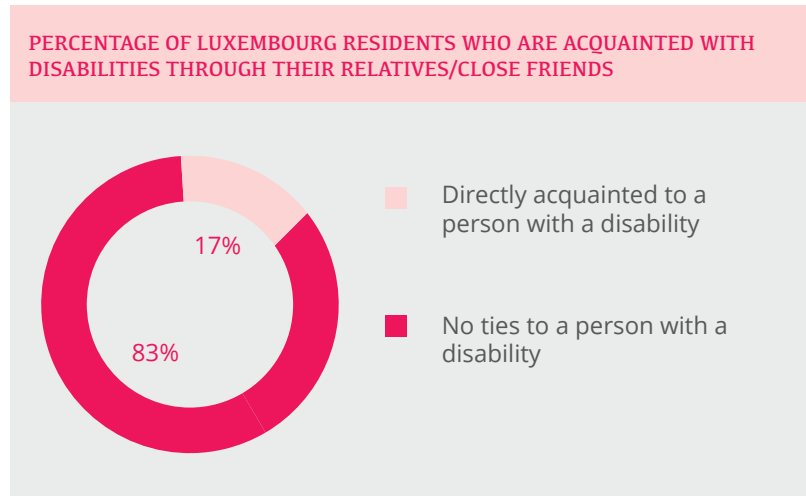 PERCENTAGE OF LUXEMBOURG RESIDENTS WHO ARE ACQUAINTED WITH
DISABILITIES THROUGH THEIR RELATIVES/CLOSE FRIENDS
17%
83%
Directly acquainted to a
person with a disability
No ties to a person with a
disability